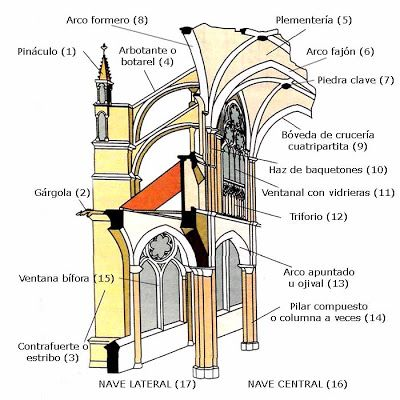 Arco formero (8)
Plementería (5)
Pináculo (1)
Arbotante o
botarel (4)
Arco fajón (6)
Piedra clave (7)
Bóveda de crucería
cuatripartita (9)
Haz de baquetones (10)
Gárgola (2)
Ventanal con vidrieras (11)
Triforio (12)
Ventana bífora (15)
Arco apuntado
u ojival (13)
Pilar compuesto
o columna a veces (14)
Contrafuerte o
estribo (3)
NAVE LATERAL (17)
NAVE CENTRAL (16)